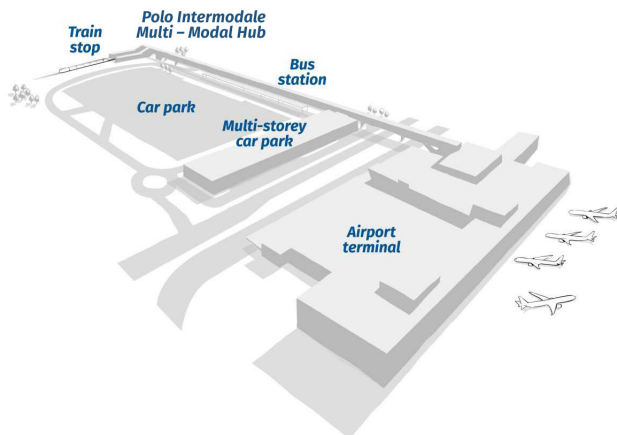 Polo Intermodale
Multi – Modal Hub
Train
stop
Bus
station
Car park
Multi-storey
car park
Airport
terminal